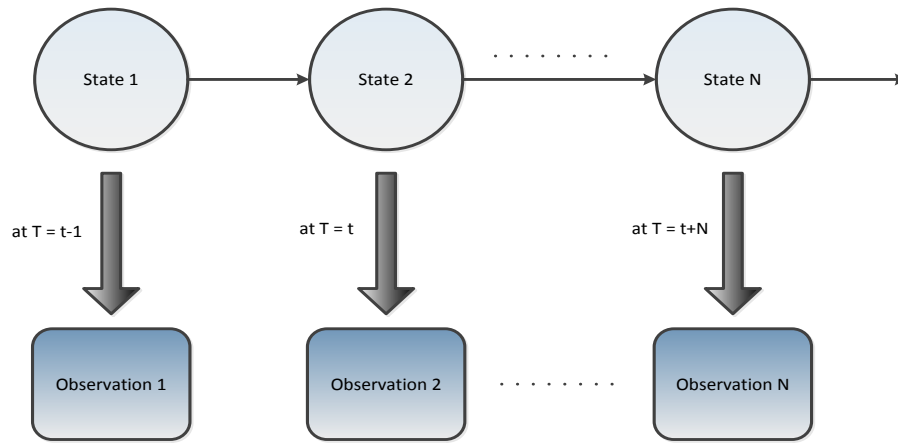 State 1
State 2
. . . . . . . .
State N
at T = t-1
at T = t
at T = t+N
Observation 1
Observation 2
. . . . . . . .
Observation N